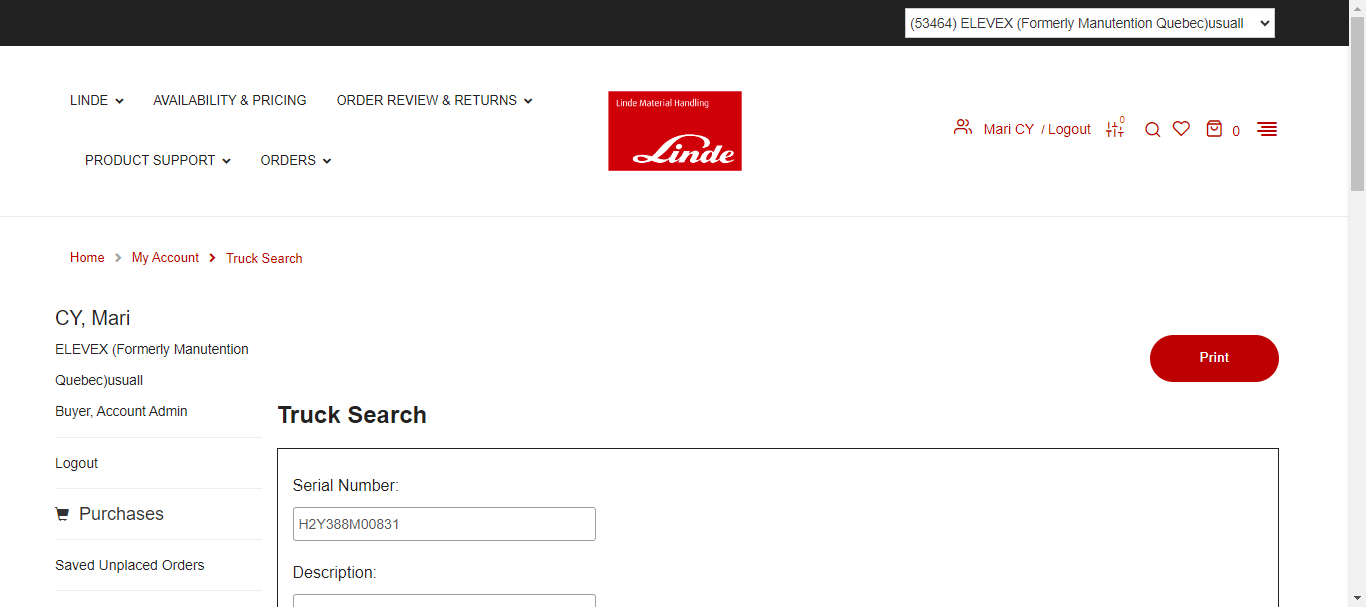 (53464) ELEVEX (Formerly Manutention Quebec)usuall
LINDE
AVAILABILITY & PRICING
ORDER REVIEW & RETURNS
PRODUCT SUPPORT
ORDERS
Linde Material Handling
Linde
Mari CY / Logout
0
0
Home
My Account
Truck Search
CY, Mari
ELEVEX (Formerly Manutention
Quebec)usuall
Buyer, Account Admin
Logout
Purchases
Saved Unplaced Orders
Print
Truck Search
Serial Number:
H2Y388M00831
Description: